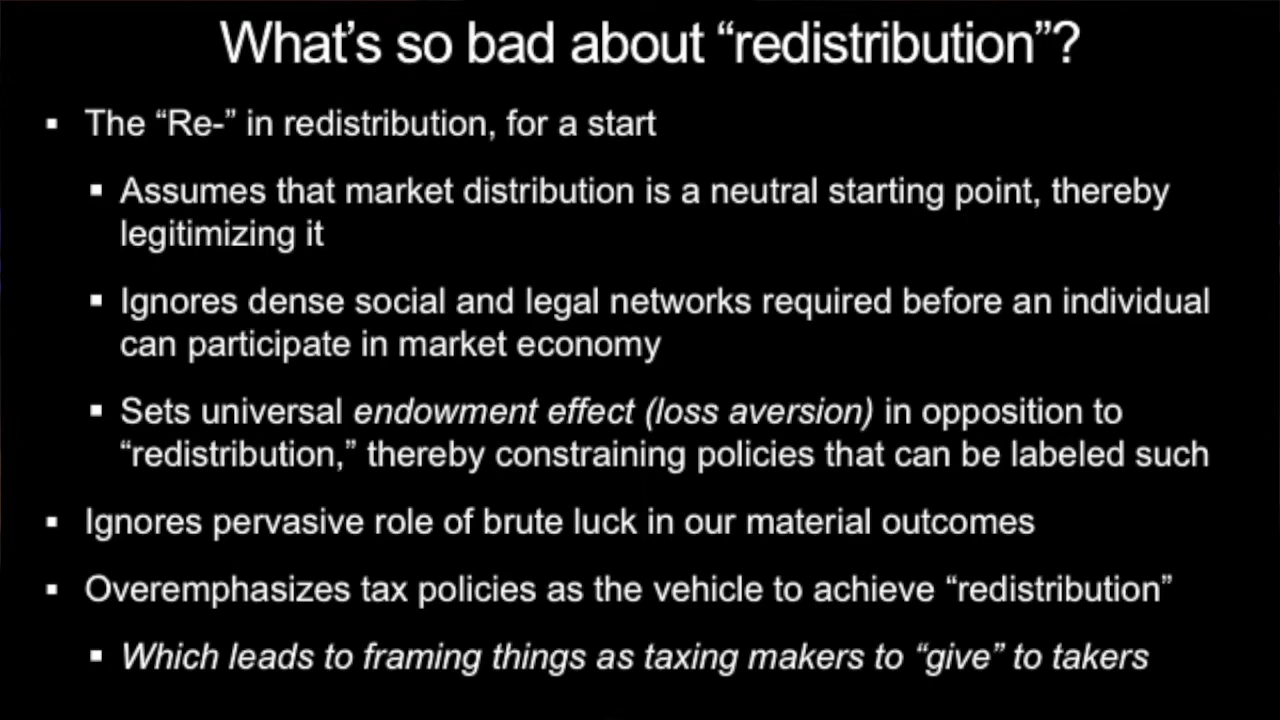 What’s so bad about “redistribution”?
▪ The “Re-” in redistribution, for a start
▪ Assumes that market distribution is a neutral starting point, thereby
legitimizing it
▪ Ignores dense social and legal networks required before an individual
can participate in market economy
▪ Sets universal endowment effect (loss aversion) in opposition to
“redistribution,” thereby constraining policies that can be labeled such
▪ Ignores pervasive role of brute luck in our material outcomes
▪ Overemphasizes tax policies as the vehicle to achieve “redistribution”
▪ Which leads to framing things as taxing makers to “give” to takers